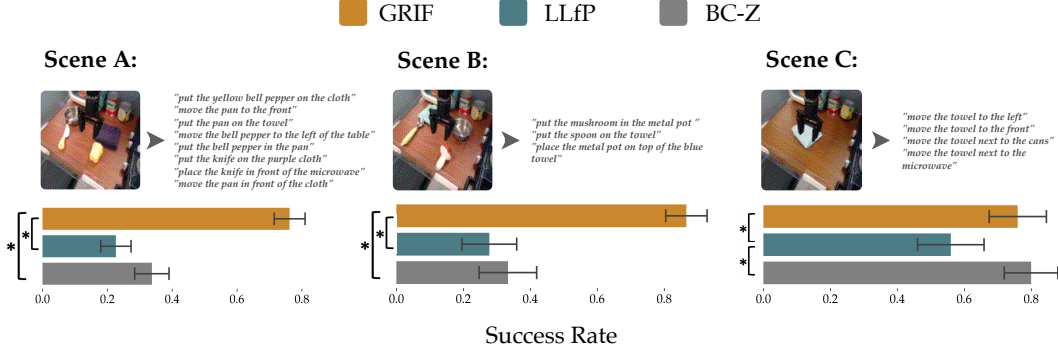 GRIF LLfP BC-Z
Scene A:
"put the yellow bell pepper on the cloth"
"move the pan to the front"
"put the pan on the towel"
"move the bell pepper to the left of the table"
"put the bell pepper in the pan"
"put the knife on the purple cloth"
"place the knife in front of the microwave"
"move the pan in front of the cloth"
*
*
0.0 0.2 0.4 0.6 0.8
Scene B:
"put the mushroom in the metal pot "
"put the spoon on the towel"
"place the metal pot on top of the blue
towel"
*
*
0.0 0.2 0.4 0.6 0.8
Scene C:
"move the towel to the left"
"move the towel to the front"
"move the towel next to the cans"
"move the towel next to the
microwave"
*
*
0.0 0.2 0.4 0.6 0.8
Success Rate